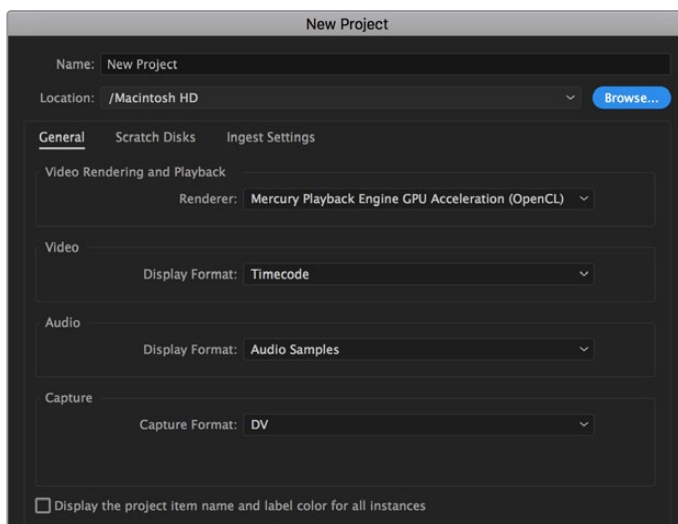 New Project
Name: New Project
Location: /Macintosh HD Browse...
General Scratch Disks Ingest Settings
Video Rendering and Playback
Renderer: Mercury Playback Engine GPU Acceleration (OpenCL)
Video
Display Format: Timecode
Audio
Display Format: Audio Samples
Capture
Capture Format: DV
Display the project item name and label color for all instances